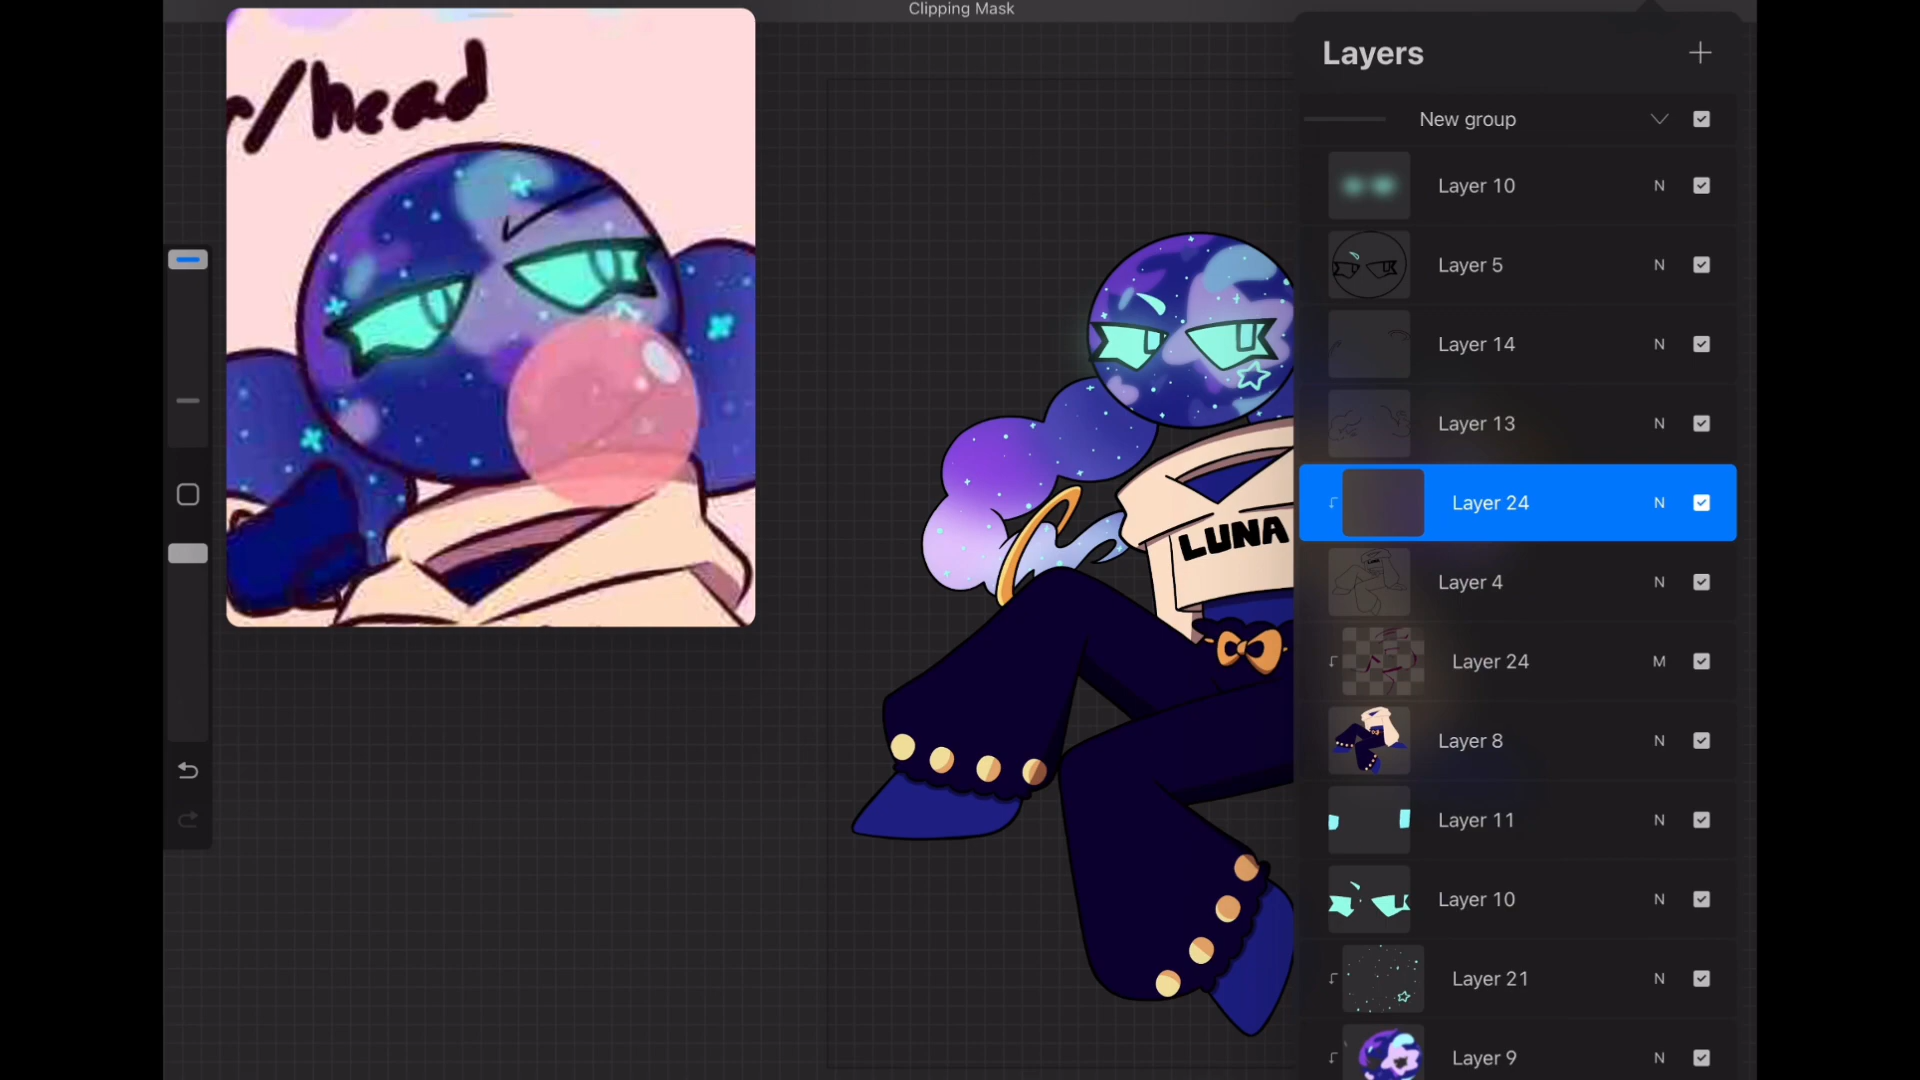 Clipping Mask
r/head
Layers
New group
Layer 10 N
Layer 5 N
Layer 14 N
Layer 13 N
Layer 24 N
Layer 4 N
Layer 24 M
Layer 8 N
Layer 11 N
Layer 10 N
Layer 21 N
Layer 9 N
LUNA